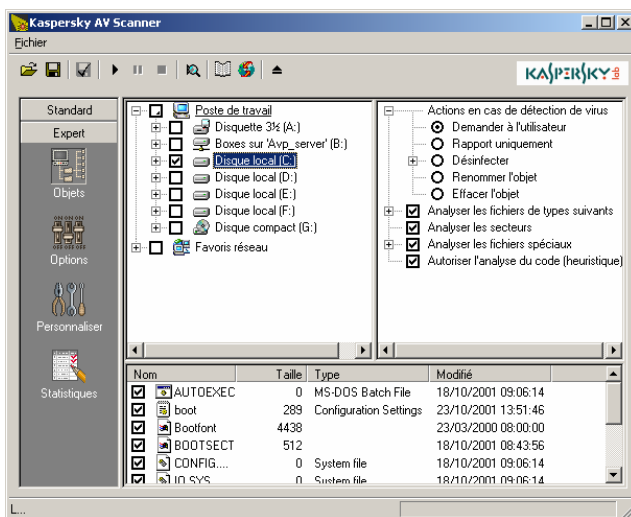 Kaspersky AV Scanner
Fichier
KASPERSKY lab
Standard
Expert
Objets
Options
Personnaliser
Statistiques
Poste de travail
Disquette 3½ (A:)
Boxes sur 'Avp_server' (B:)
Disque local (C:)
Disque local (D:)
Disque local (E:)
Disque local (F:)
Disque compact (G:)
Favoris réseau
Actions en cas de détection de virus
Demander à l'utilisateur
Rapport uniquement
Désinfecter
Renommer l'objet
Effacer l'objet
Analyser les fichiers de types suivants
Analyser les secteurs
Analyser les fichiers spéciaux
Autoriser l'analyse du code (heuristique)
Nom Taille Type Modifié
AUTOEXEC 0 MS-DOS Batch File 18/10/2001 09:06:14
boot 289 Configuration Settings 23/10/2001 13:51:46
Bootfont 4438 23/03/2000 08:00:00
BOOTSECT 512 18/10/2001 08:43:56
CONFIG.... 0 System file 18/10/2001 09:06:14
IO.SYS 0 System file 18/10/2001 09:06:14
L...